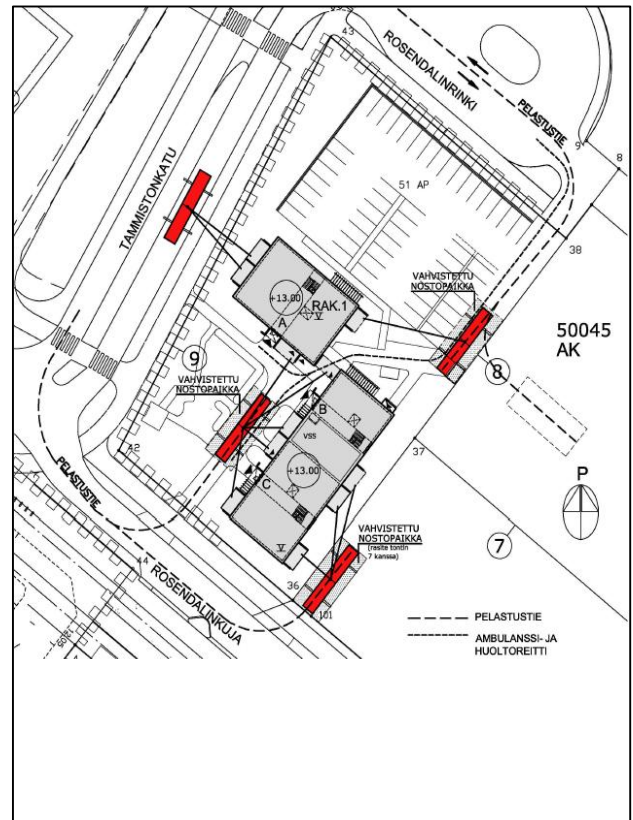 43
ROSENDALINRINKI
PELASTUSTIE
9
8
TAMMISTONKATU
51 AP
38
VAHVISTETTU
NOSTOPAIKKA
+13.00
RAK.1
V
A
50045
AK
9
8
VAHVISTETTU
NOSTOPAIKKA
B
VSS
42
37
+13.00
C
P
PELASTUSTIE
V
7
VAHVISTETTU
NOSTOPAIKKA
(rasite tontin
7 kanssa)
44
36
101
ROSENDALINKUJA
PELASTUSTIE
AMBULANSSI- JA
HUOLTOREITTI